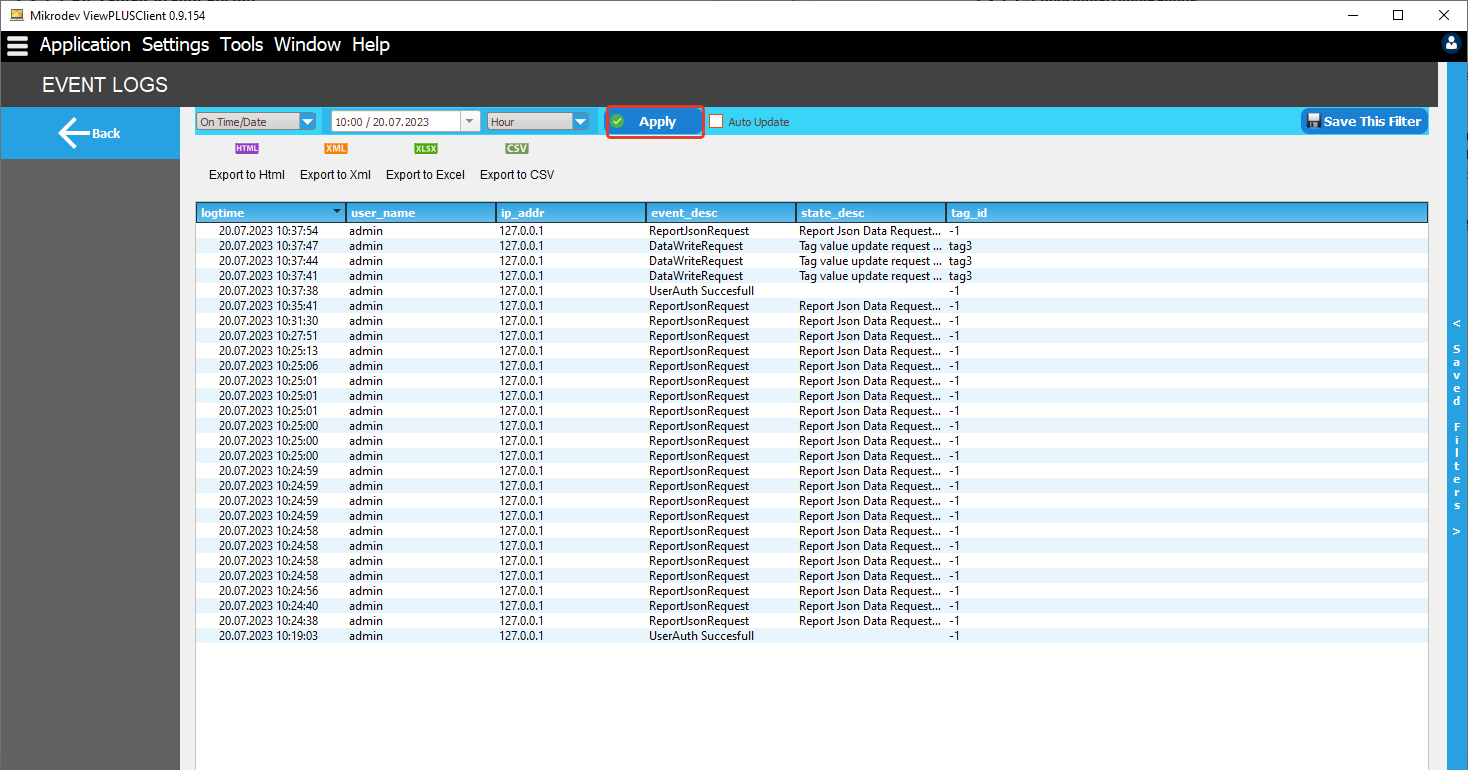 Mikrodev ViewPLUSClient 0.9.154
Application Settings Tools Window Help
EVENT LOGS
Back
On Time/Date 10:00 / 20.07.2023 Hour Apply Auto Update Save This Filter
HTML XML XLSX CSV
Export to Html Export to Xml Export to Excel Export to CSV
logtime user_name ip_addr event_desc state_desc tag_id
20.07.2023 10:37:54 admin 127.0.0.1 ReportJsonRequest Report Json Data Request... -1
20.07.2023 10:37:47 admin 127.0.0.1 DataWriteRequest Tag value update request ... tag3
20.07.2023 10:37:44 admin 127.0.0.1 DataWriteRequest Tag value update request ... tag3
20.07.2023 10:37:41 admin 127.0.0.1 DataWriteRequest Tag value update request ... tag3
20.07.2023 10:37:38 admin 127.0.0.1 UserAuth Succesfull -1
20.07.2023 10:35:41 admin 127.0.0.1 ReportJsonRequest Report Json Data Request... -1
20.07.2023 10:31:30 admin 127.0.0.1 ReportJsonRequest Report Json Data Request... -1
20.07.2023 10:27:51 admin 127.0.0.1 ReportJsonRequest Report Json Data Request... -1
20.07.2023 10:25:13 admin 127.0.0.1 ReportJsonRequest Report Json Data Request... -1
20.07.2023 10:25:06 admin 127.0.0.1 ReportJsonRequest Report Json Data Request... -1
20.07.2023 10:25:01 admin 127.0.0.1 ReportJsonRequest Report Json Data Request... -1
20.07.2023 10:25:01 admin 127.0.0.1 ReportJsonRequest Report Json Data Request... -1
20.07.2023 10:25:01 admin 127.0.0.1 ReportJsonRequest Report Json Data Request... -1
20.07.2023 10:25:00 admin 127.0.0.1 ReportJsonRequest Report Json Data Request... -1
20.07.2023 10:25:00 admin 127.0.0.1 ReportJsonRequest Report Json Data Request... -1
20.07.2023 10:25:00 admin 127.0.0.1 ReportJsonRequest Report Json Data Request... -1
20.07.2023 10:24:59 admin 127.0.0.1 ReportJsonRequest Report Json Data Request... -1
20.07.2023 10:24:59 admin 127.0.0.1 ReportJsonRequest Report Json Data Request... -1
20.07.2023 10:24:59 admin 127.0.0.1 ReportJsonRequest Report Json Data Request... -1
20.07.2023 10:24:59 admin 127.0.0.1 ReportJsonRequest Report Json Data Request... -1
20.07.2023 10:24:58 admin 127.0.0.1 ReportJsonRequest Report Json Data Request... -1
20.07.2023 10:24:58 admin 127.0.0.1 ReportJsonRequest Report Json Data Request... -1
20.07.2023 10:24:58 admin 127.0.0.1 ReportJsonRequest Report Json Data Request... -1
20.07.2023 10:24:58 admin 127.0.0.1 ReportJsonRequest Report Json Data Request... -1
20.07.2023 10:24:56 admin 127.0.0.1 ReportJsonRequest Report Json Data Request... -1
20.07.2023 10:24:40 admin 127.0.0.1 ReportJsonRequest Report Json Data Request... -1
20.07.2023 10:24:38 admin 127.0.0.1 ReportJsonRequest Report Json Data Request... -1
20.07.2023 10:19:03 admin 127.0.0.1 UserAuth Succesfull -1
< Saved Filters >